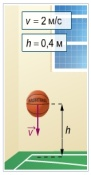 v = 2 м/с
h = 0,4 м
h
v